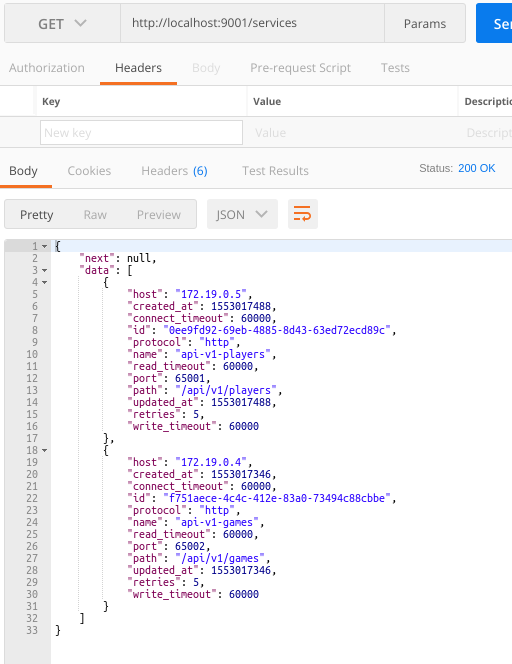 GET http://localhost:9001/services Params Sen
Authorization Headers Body Pre-request Script Tests
Key Value Descriptio
New key Value Descript
Body Cookies Headers (6) Test Results Status: 200 OK
Pretty Raw Preview JSON
1 {
2 "next": null,
3 "data": [
4 {
5 "host": "172.19.0.5",
6 "created_at": 1553017488,
7 "connect_timeout": 60000,
8 "id": "0ee9fd92-69eb-4885-8d43-63ed72ecd89c",
9 "protocol": "http",
10 "name": "api-v1-players",
11 "read_timeout": 60000,
12 "port": 65001,
13 "path": "/api/v1/players",
14 "updated_at": 1553017488,
15 "retries": 5,
16 "write_timeout": 60000
17 },
18 {
19 "host": "172.19.0.4",
20 "created_at": 1553017346,
21 "connect_timeout": 60000,
22 "id": "f751aece-4c4c-412e-83a0-73494c88cbbe",
23 "protocol": "http",
24 "name": "api-v1-games",
25 "read_timeout": 60000,
26 "port": 65002,
27 "path": "/api/v1/games",
28 "updated_at": 1553017346,
29 "retries": 5,
30 "write_timeout": 60000
31 }
32 ]
33 }